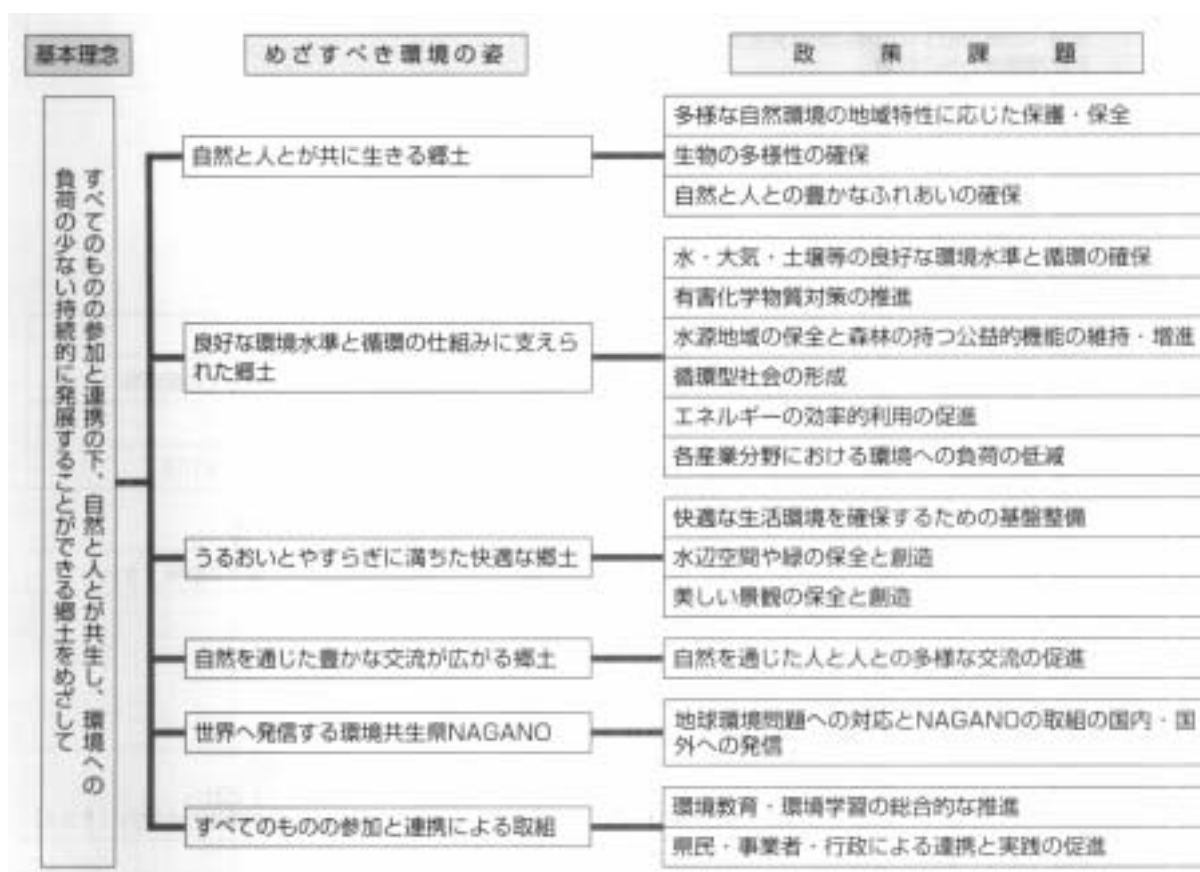 基本理念
めざすべき環境の姿
政策課題
すべてのものの参加と連携の下、自然と人とが共生し、環境への
負荷の少ない持続的に発展することができる郷土をめざして
自然と人とが共に生きる郷土
多様な自然環境の地域特性に応じた保護・保全
生物の多様性の確保
自然と人との豊かなふれあいの確保
良好な環境水準と循環の仕組みに支えら
れた郷土
水・大気・土壌等の良好な環境水準と循環の確保
有害化学物質対策の推進
水源地域の保全と森林の持つ公益的機能の維持・増進
循環型社会の形成
エネルギーの効率的利用の促進
各産業分野における環境への負荷の低減
うるおいとやすらぎに満ちた快適な郷土
快適な生活環境を確保するための基盤整備
水辺空間や緑の保全と創造
美しい景観の保全と創造
自然を通じた豊かな交流が広がる郷土
自然を通じた人と人との多様な交流の促進
世界へ発信する環境共生県NAGANO
地球環境問題への対応とNAGANOの取組の国内・国
外への発信
すべてのものの参加と連携による取組
環境教育・環境学習の総合的な推進
県民・事業者・行政による連携と実践の促進